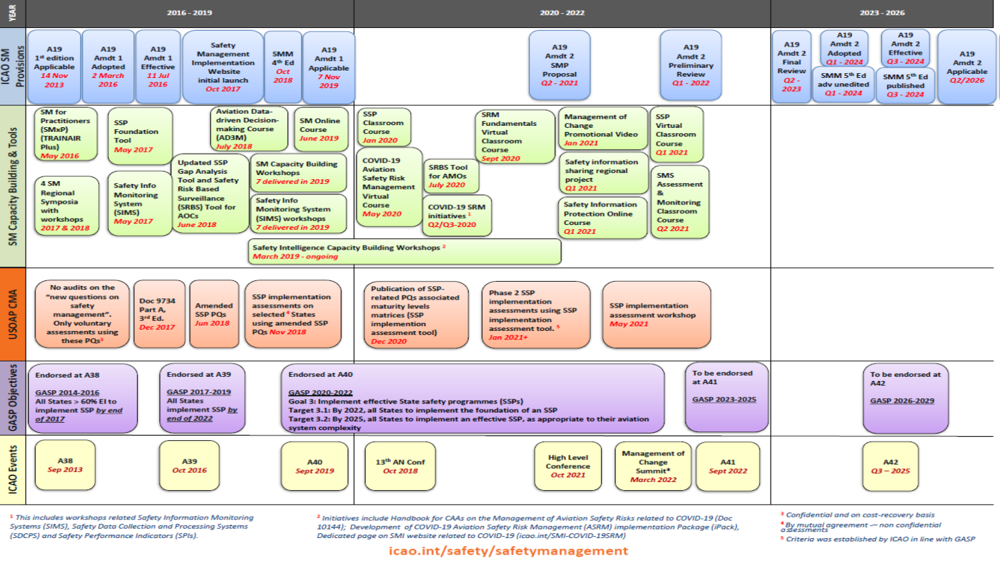 YEAR
2016 - 2019
2020 - 2022
2023 - 2026
ICAO SM
Provisions
A19
1st edition
Applicable
14 Nov
2013
A19
Amdt 1
Adopted
2 March
2016
A19
Amdt 1
Effective
11 Jul
2016
Safety
Management
Implementation
Website
initial launch
Oct 2017
SMM
4th Ed
Oct
2018
A19
Amdt 1
Applicable
7 Nov
2019
A19
Amdt 2
SMP
Proposal
Q2 - 2021
A19
Amdt 2
Preliminary
Review
Q1 - 2022
A19
Amdt 2
Final
Review
Q2 -
2023
A19
Amdt 2
Adopted
Q1 - 2024
SMM 5th Ed
adv unedited
Q1 - 2024
A19
Amdt 2
Effective
Q3 - 2024
SMM 5th Ed
published
Q3 - 2024
A19
Amdt 2
Applicable
Q2/2026
SM Capacity Building & Tools
SM for
Practitioners
(SMxP)
(TRAINAIR
Plus)
May 2016
4 SM
Regional
Symposia
with
workshops
2017 & 2018
SSP
Foundation
Tool
May 2017
Safety Info
Monitoring
System
(SIMS)
May 2017
Aviation Data-
driven Decision-
making Course
(AD3M)
July 2018
Updated SSP
Gap Analysis
Tool and Safety
Risk Based
Surveillance
(SRBS) Tool for
AOCs
June 2018
SM Online
Course
June 2019
SM Capacity Building
Workshops
7 delivered in 2019
Safety Info
Monitoring System
(SIMS) workshops
7 delivered in 2019
Safety Intelligence Capacity Building Workshops 2
March 2019 - ongoing
SSP
Classroom
Course
Jan 2020
COVID-19
Aviation
Safety Risk
Management
Virtual
Course
May 2020
SRBS Tool
for AMOs
July 2020
COVID-19 SRM
initiatives 1
Q2/Q3-2020
SRM
Fundamentals
Virtual
Classroom
Course
Sept 2020
Management of
Change
Promotional Video
Jan 2021
Safety information
sharing regional
project
Q1 2021
Safety Information
Protection Online
Course
Q1 2021
SSP
Virtual
Classroom
Course
Q1 2021
SMS
Assessment
&
Monitoring
Classroom
Course
Q2 2021
USOAP CMA
No audits on the
“new questions on
safety
management”.
Only voluntary
assessments using
these PQs3
Doc 9734
Part A,
3rd Ed.
Dec 2017
Amended
SSP PQs
Jun 2018
SSP implementation
assessments on
selected 4 States
using amended SSP
PQs Nov 2018
Publication of SSP-
related PQs associated
maturity levels
matrices (SSP
implemention
assessment tool)
Dec 2020
Phase 2 SSP
implementation
assessments using SSP
implementation
assessment tool. 5
Jan 2021+
SSP implementation
assessment workshop
May 2021
GASP Objectives
Endorsed at A38
GASP 2014-2016
All States > 60% EI to
implement SSP by end
of 2017
Endorsed at A39
GASP 2017-2019
All States
implement SSP by
end of 2022
Endorsed at A40
GASP 2020-2022
Goal 3: Implement effective State safety programmes (SSPs)
Target 3.1: By 2022, all States to implement the foundation of an SSP
Target 3.2: By 2025, all States to implement an effective SSP, as appropriate to their aviation
system complexity
To be endorsed
at A41
GASP 2023-2025
To be endorsed at
A42
GASP 2026-2029
ICAO Events
A38
Sep 2013
A39
Oct 2016
A40
Sept 2019
13th AN Conf
Oct 2018
High Level
Conference
Oct 2021
Management of
Change
Summit*
March 2022
A41
Sept 2022
A42
Q3 – 2025
1 This includes workshops related Safety Information Monitoring
Systems (SIMS), Safety Data Collection and Processing Systems
(SDCPS) and Safety Performance Indicators (SPIs).
2 Initiatives include Handbook for CAAs on the Management of Aviation Safety Risks related to COVID-19 (Doc
10144); Development of COVID-19 Aviation Safety Risk Management (ASRM) implementation Package (iPack),
Dedicated page on SMI website related to COVID-19 (icao.int/SMI-COVID-19SRM)
3 Confidential and on cost-recovery basis
4 By mutual agreement -– non confidential
assessments
5 Criteria was established by ICAO in line with GASP
icao.int/safety/safetymanagement